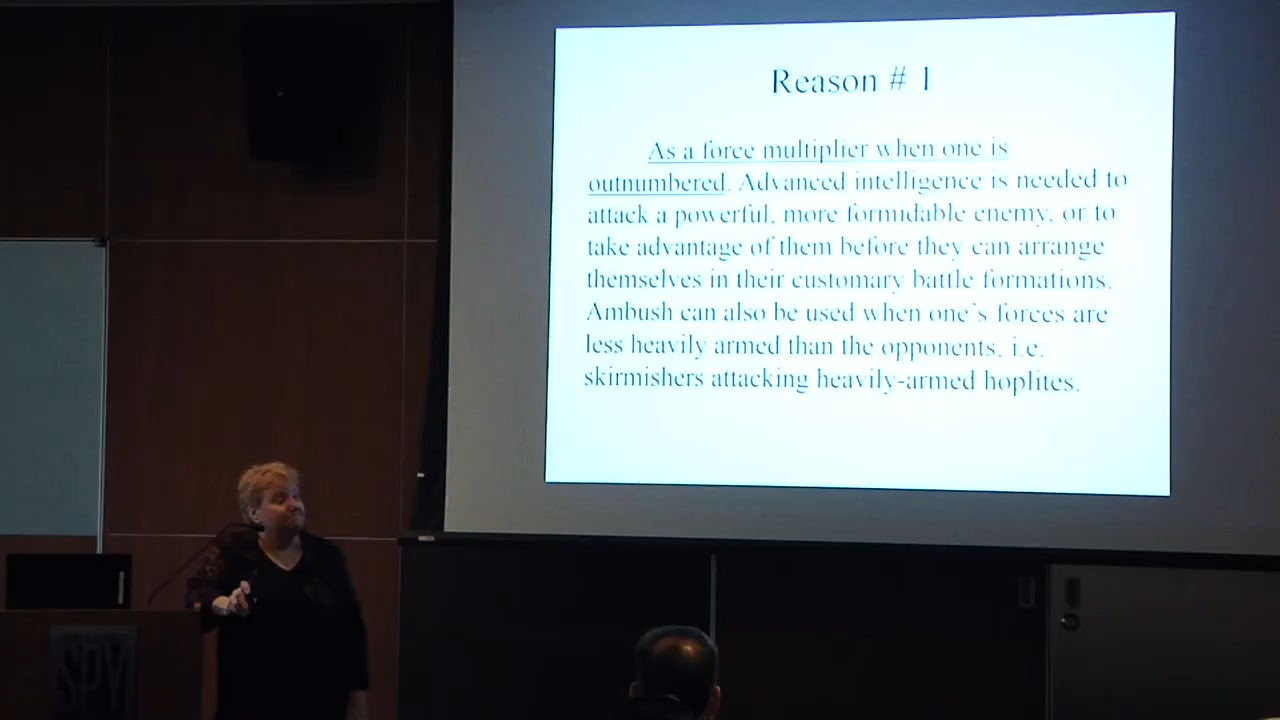 Reason # 1
As a force multiplier when one is
outnumbered. Advanced intelligence is needed to
attack a powerful, more formidable enemy, or to
take advantage of them before they can arrange
themselves in their customary battle formations.
Ambush can also be used when one's forces are
less heavily armed than the opponents, i.e.
skirmishers attacking heavily-armed hoplites.
SPY